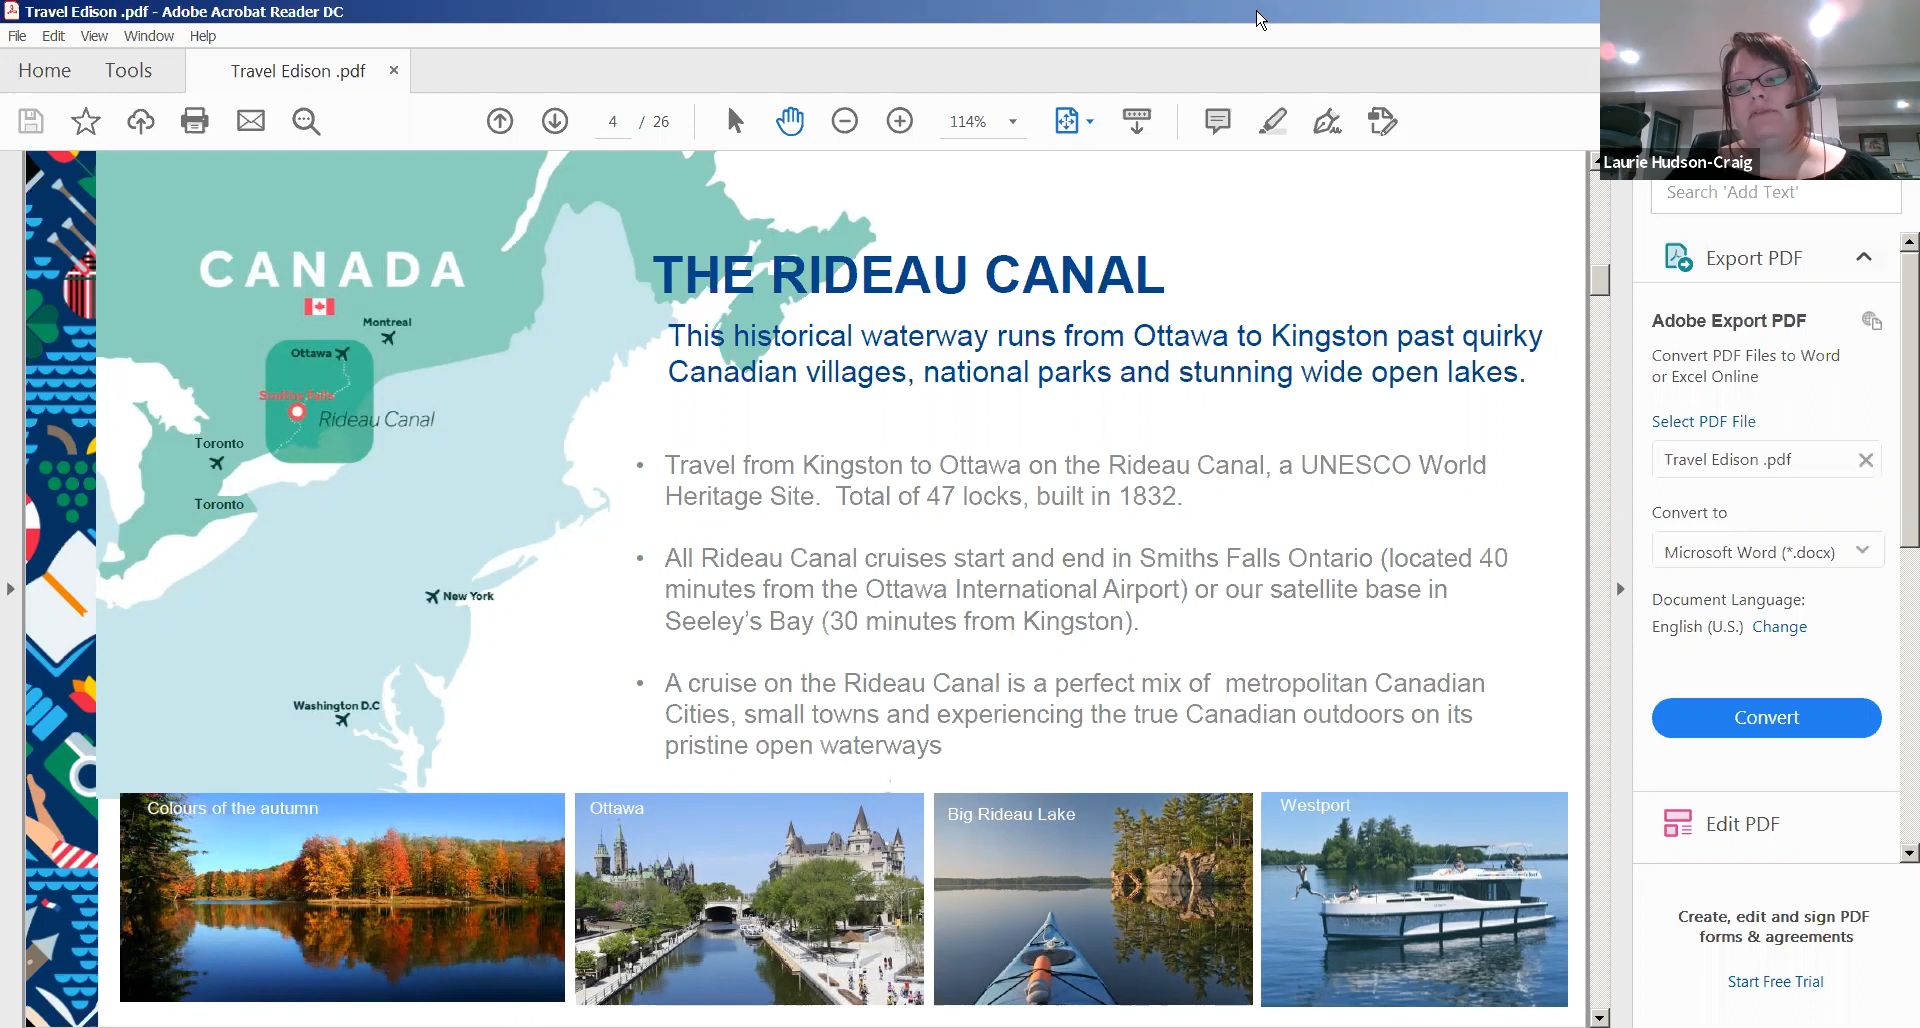 Travel Edison .pdf - Adobe Acrobat Reader DC
File Edit View Window Help
Home Tools Travel Edison .pdf ×
4 / 26 114%
Laurie Hudson-Craig
CANADA
Montreal
Ottawa
Smiths Falls
Rideau Canal
Toronto
Toronto
New York
Washington D.C
THE RIDEAU CANAL
This historical waterway runs from Ottawa to Kingston past quirky
Canadian villages, national parks and stunning wide open lakes.
• Travel from Kingston to Ottawa on the Rideau Canal, a UNESCO World
Heritage Site.  Total of 47 locks, built in 1832.
• All Rideau Canal cruises start and end in Smiths Falls Ontario (located 40
minutes from the Ottawa International Airport) or our satellite base in
Seeley’s Bay (30 minutes from Kingston).
• A cruise on the Rideau Canal is a perfect mix of  metropolitan Canadian
Cities, small towns and experiencing the true Canadian outdoors on its
pristine open waterways
Colours of the autumn
Ottawa
Big Rideau Lake
Westport
Search 'Add Text'
Export PDF
Adobe Export PDF
Convert PDF Files to Word
or Excel Online
Select PDF File
Travel Edison .pdf
Convert to
Microsoft Word (*.docx)
Document Language:
English (U.S.) Change
Convert
Edit PDF
Create, edit and sign PDF
forms & agreements
Start Free Trial